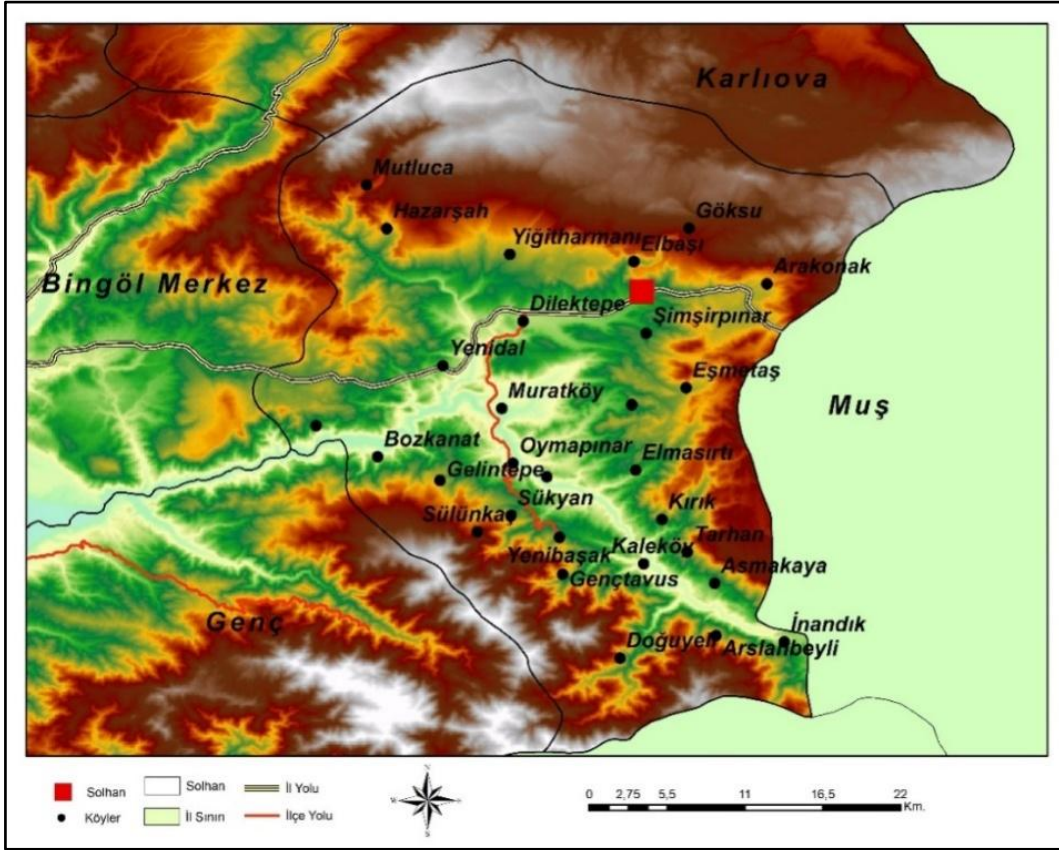 Karlıova
Mutluca
Hazarşah
Göksu
Yiğitharmanı
Elbaşı
Arakonak
Bingöl Merkez
Dilektepe
Şimşirpınar
Yenidal
Eşmetaş
Muratköy
Muş
Bozkanat
Oymapınar
Elmasırtı
Gelintepe
Sükyan
Kırık
Sülünkaş
Tarhan
Yenibaşak
Kaleköy
Gençtavus
Asmakaya
Genç
İnandık
Doğuyeli
Arslanbeyli
Solhan
Solhan
İl Yolu
Köyler
İl Sınırı
İlçe Yolu
N
W
E
S
0 2,75 5,5 11 16,5 22
Km.